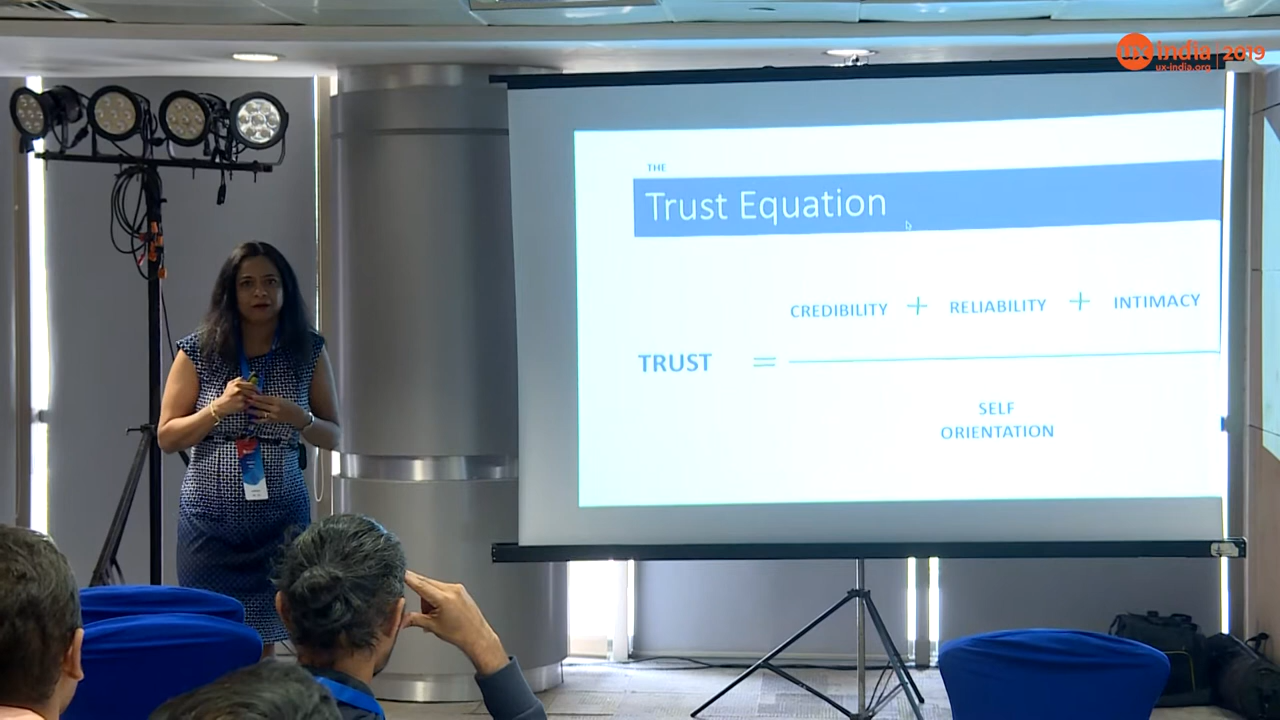 ux india | 2019
ux-india.org
THE
Trust Equation
CREDIBILITY + RELIABILITY + INTIMACY
TRUST =
SELF
ORIENTATION